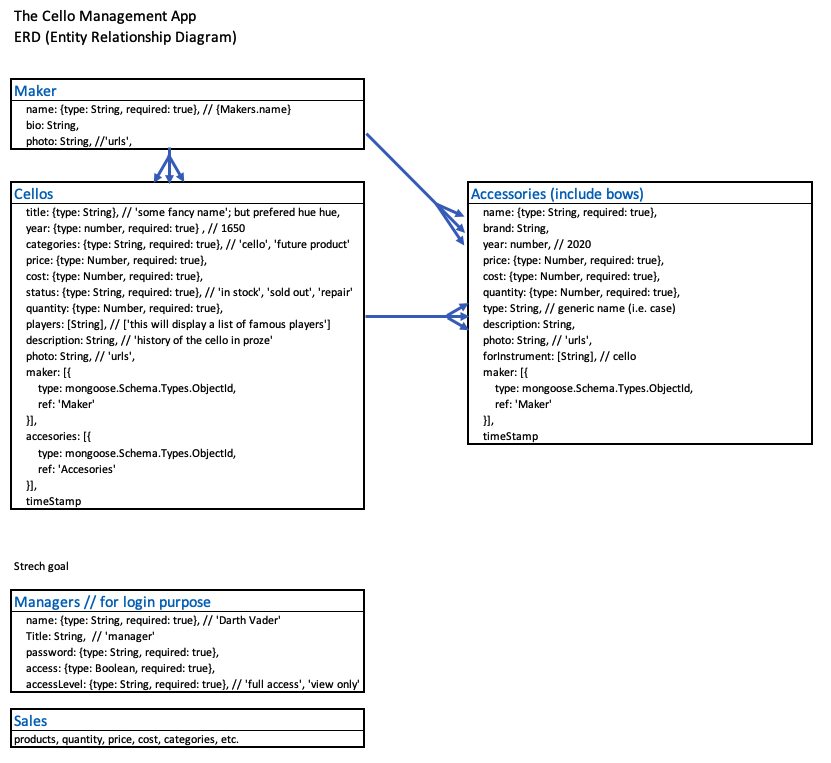 The Cello Management App
ERD (Entity Relationship Diagram)
Maker
name: {type: String, required: true}, // {Makers.name}
bio: String,
photo: String, //'urls',
Cellos
title: {type: String}, // 'some fancy name'; but prefered hue hue,
year: {type: number, required: true} , // 1650
categories: {type: String, required: true}, // 'cello', 'future product'
price: {type: Number, required: true},
cost: {type: Number, required: true},
status: {type: String, required: true}, // 'in stock', 'sold out', 'repair'
quantity: {type: Number, required: true},
players: [String], // ['this will display a list of famous players']
description: String, // 'history of the cello in proze'
photo: String, // 'urls',
maker: [{
type: mongoose.Schema.Types.ObjectId,
ref: 'Maker'
}],
accesories: [{
type: mongoose.Schema.Types.ObjectId,
ref: 'Accesories'
}],
timeStamp
Accessories (include bows)
name: {type: String, required: true},
brand: String,
year: number, // 2020
price: {type: Number, required: true},
cost: {type: Number, required: true},
quantity: {type: Number, required: true},
type: String, // generic name (i.e. case)
description: String,
photo: String, // 'urls',
forInstrument: [String], // cello
maker: [{
type: mongoose.Schema.Types.ObjectId,
ref: 'Maker'
}],
timeStamp
Strech goal
Managers // for login purpose
name: {type: String, required: true}, // 'Darth Vader'
Title: String, // 'manager'
password: {type: String, required: true},
access: {type: Boolean, required: true},
accessLevel: {type: String, required: true}, // 'full access', 'view only'
Sales
products, quantity, price, cost, categories, etc.